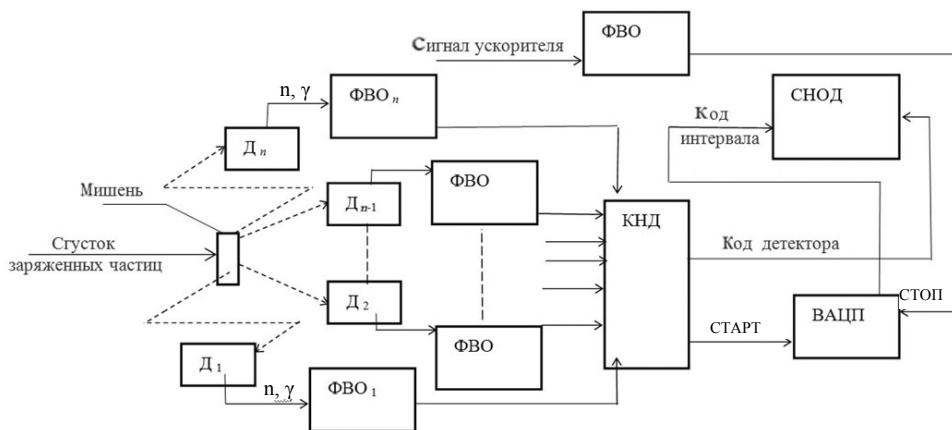 Сигнал ускорителя
ФВО
n, γ
ФВО n
СНОД
Код
интервала
Д n
Мишень
ФВО
Д n-1
КНД
Сгусток
заряженных частиц
Код детектора
Д 2
СТОП
ВАЦП
ФВО
СТАРТ
Д 1
n, γ
ФВО 1